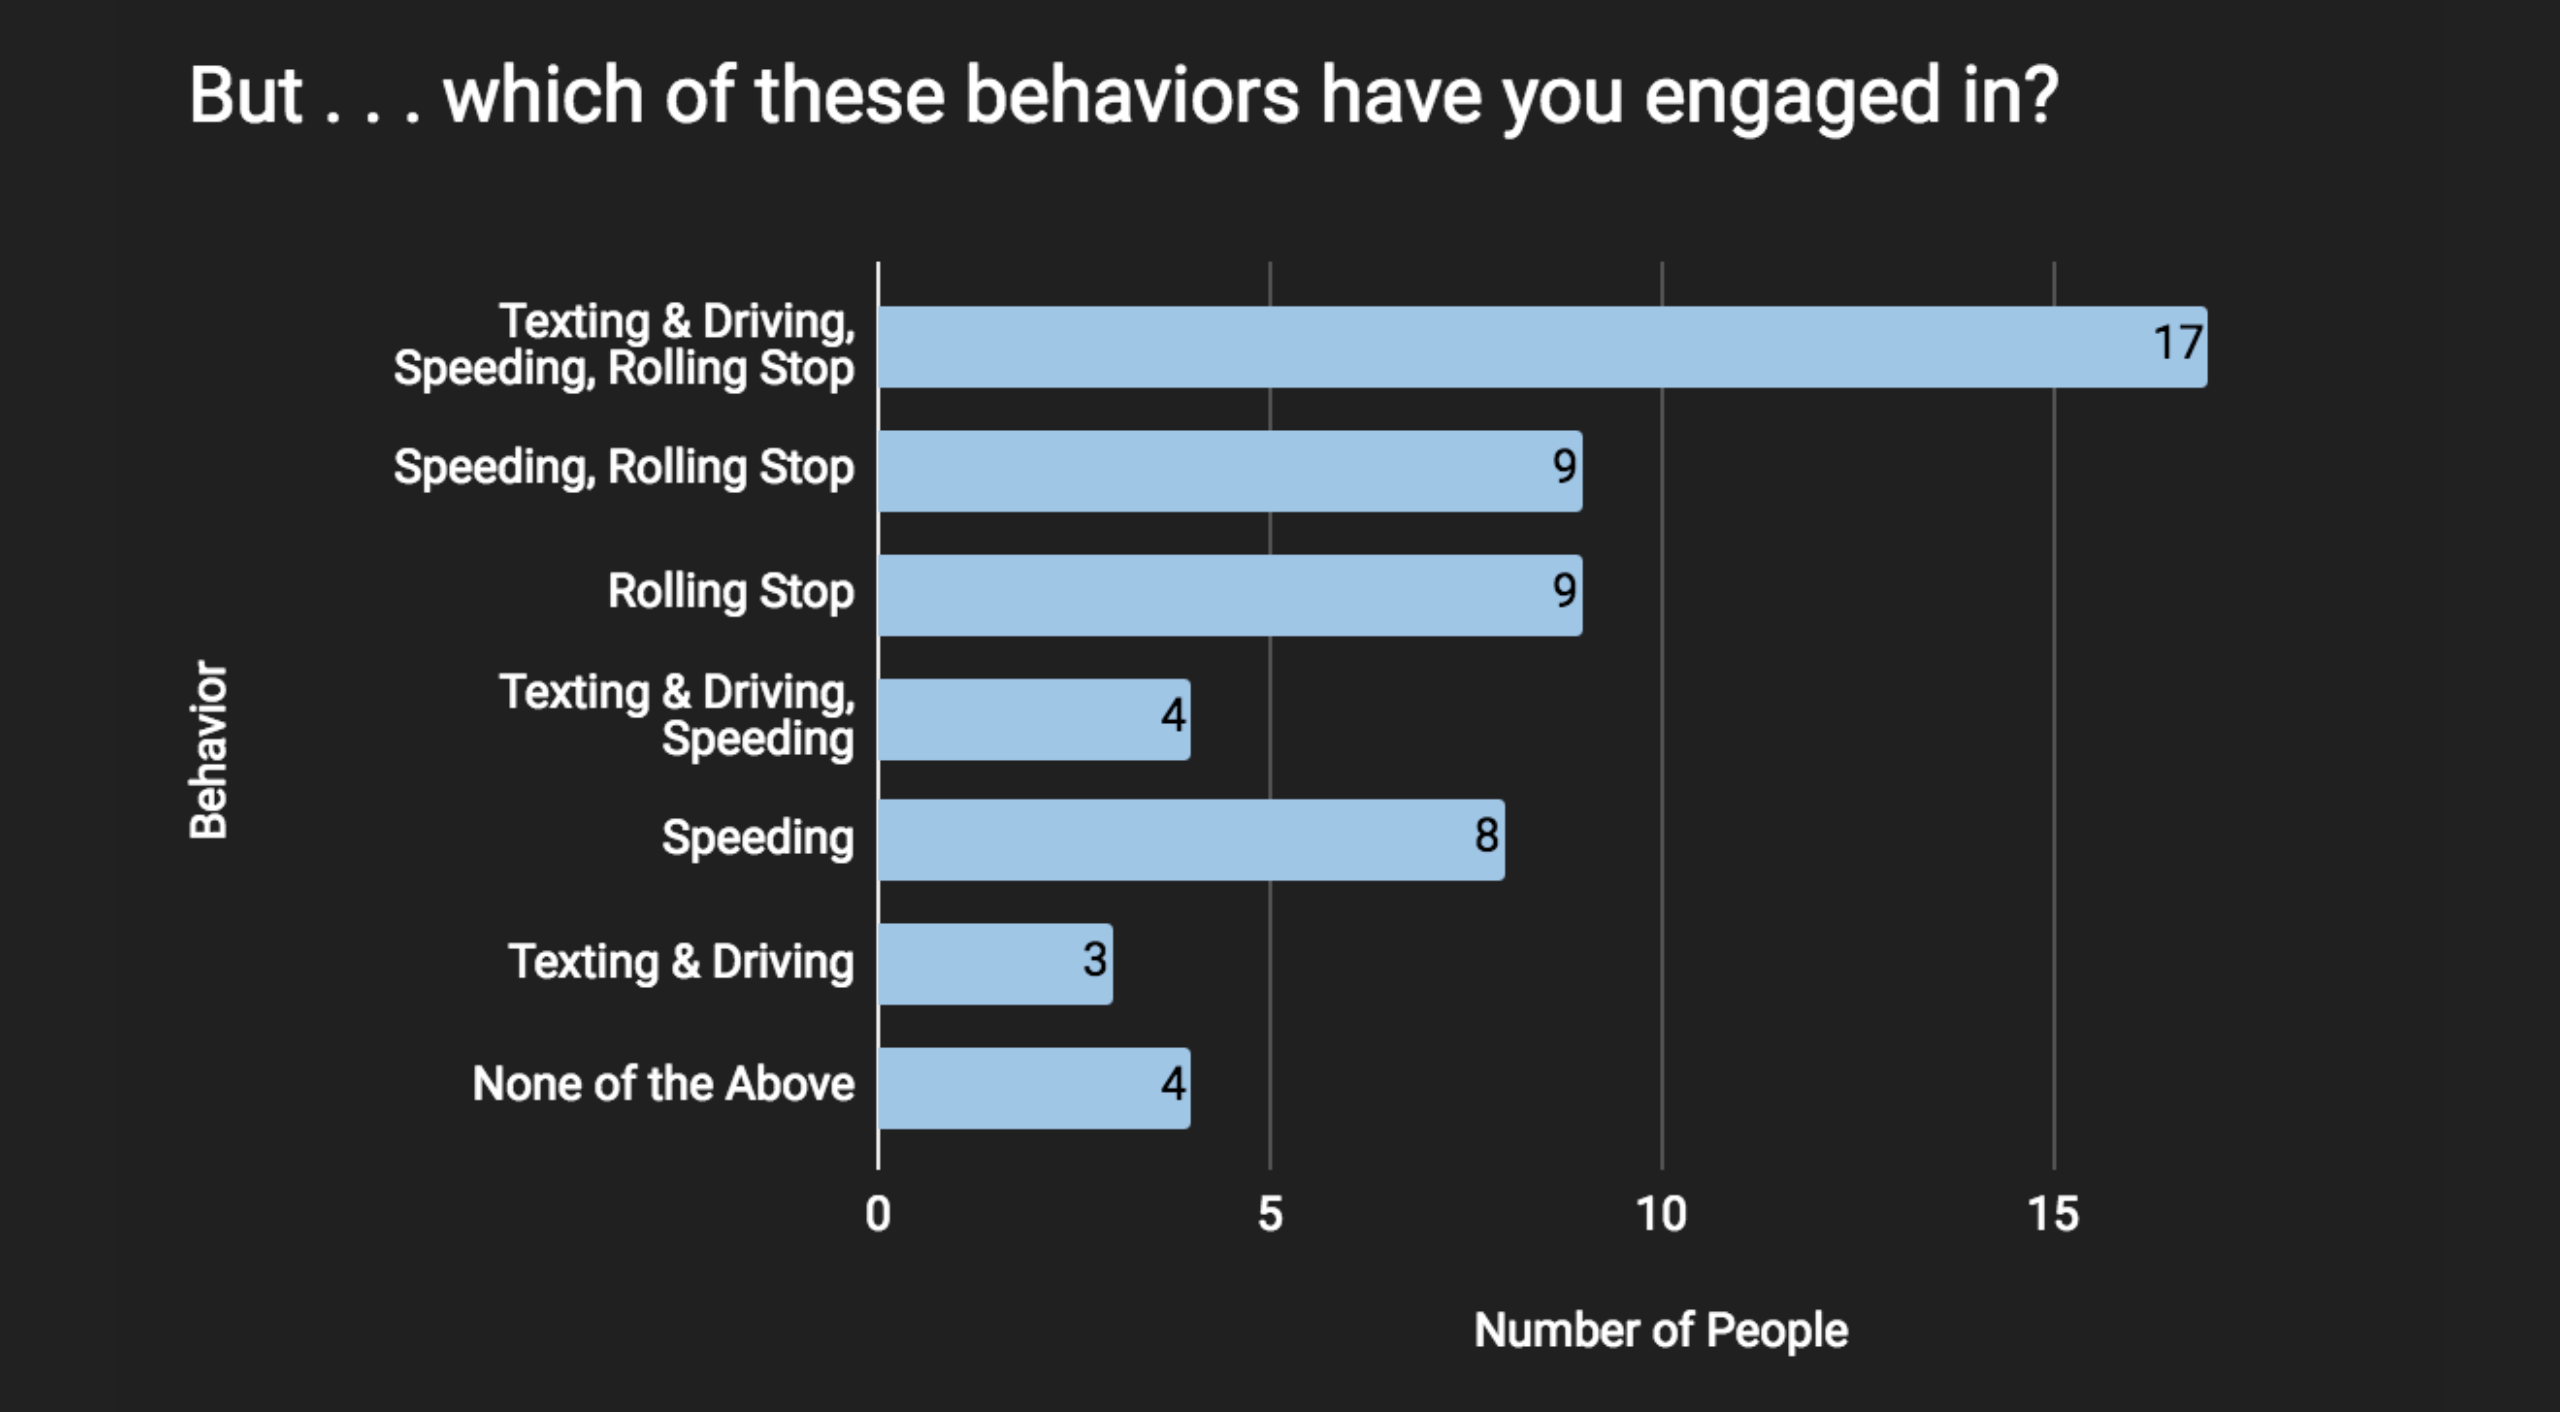 But . . . which of these behaviors have you engaged in?
Texting & Driving,
Speeding, Rolling Stop
17
Speeding, Rolling Stop
9
Rolling Stop
9
Texting & Driving,
Speeding
4
Speeding
8
Texting & Driving
3
None of the Above
4
Behavior
0 5 10 15
Number of People